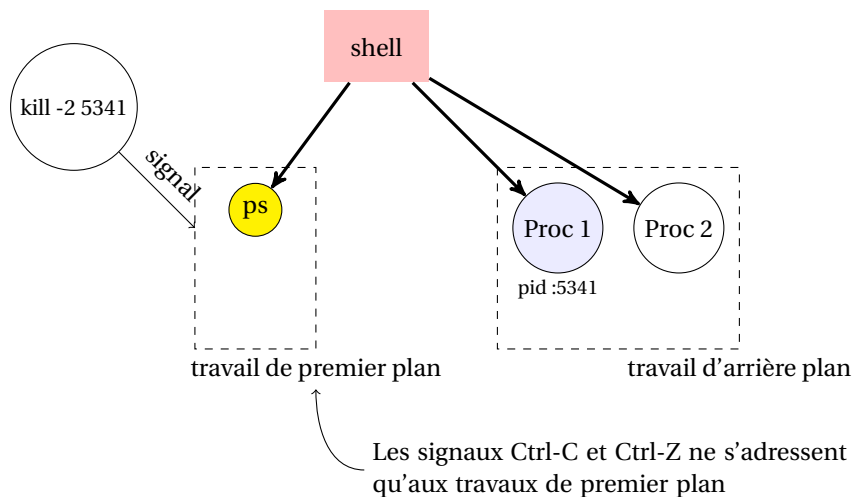 shell
kill -2 5341
signal
ps
Proc 1
Proc 2
pid :5341
travail de premier plan
travail d'arrière plan
Les signaux Ctrl-C et Ctrl-Z ne s'adressent
qu'aux travaux de premier plan